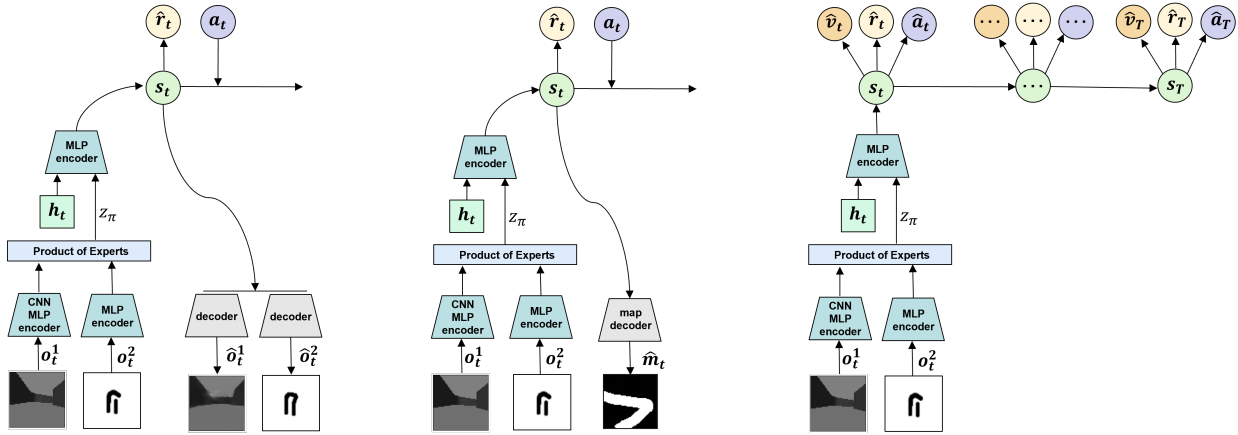 r̂_t a_t
s_t
MLP
encoder
h_t z_π
Product of Experts
CNN
MLP
encoder
MLP
encoder
decoder
decoder
o_t^1 o_t^2 ô_t^1 ô_t^2
r̂_t a_t
s_t
MLP
encoder
h_t z_π
Product of Experts
CNN
MLP
encoder
MLP
encoder
map
decoder
o_t^1 o_t^2 m̂_t
v̂_t r̂_t â_t ... ... ... v̂_T r̂_T â_T
s_t ... s_T
MLP
encoder
h_t z_π
Product of Experts
CNN
MLP
encoder
MLP
encoder
o_t^1 o_t^2